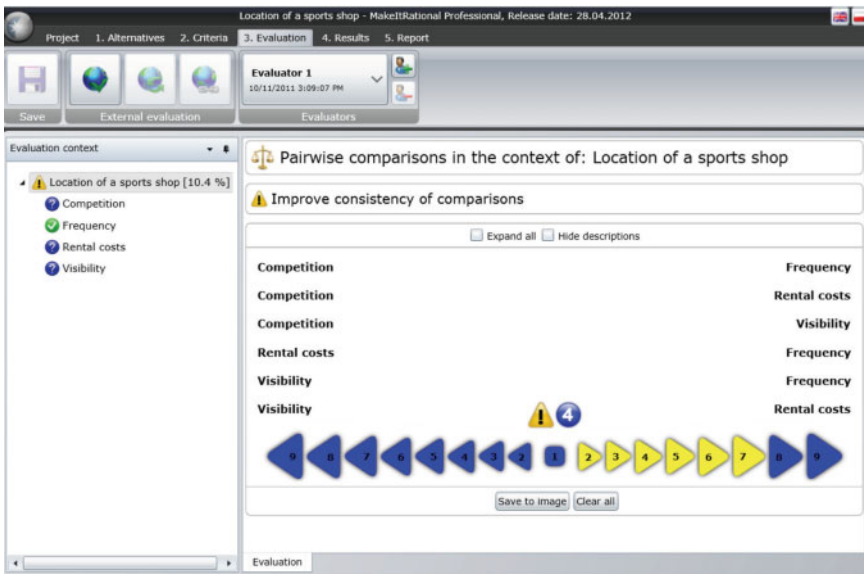 Location of a sports shop - MakeItRational Professional, Release date: 28.04.2012
Project 1. Alternatives 2. Criteria 3. Evaluation 4. Results 5. Report
Evaluator 1
10/11/2011 3:09:07 PM
Save External evaluation Evaluators
Evaluation context
Location of a sports shop [10.4 %]
Competition
Frequency
Rental costs
Visibility
Pairwise comparisons in the context of: Location of a sports shop
Improve consistency of comparisons
Expand all Hide descriptions
Competition Frequency
Competition Rental costs
Competition Visibility
Rental costs Frequency
Visibility Frequency
Visibility 4 Rental costs
9 8 7 6 5 4 3 2 1 2 3 4 5 6 7 8 9
Save to image Clear all
Evaluation